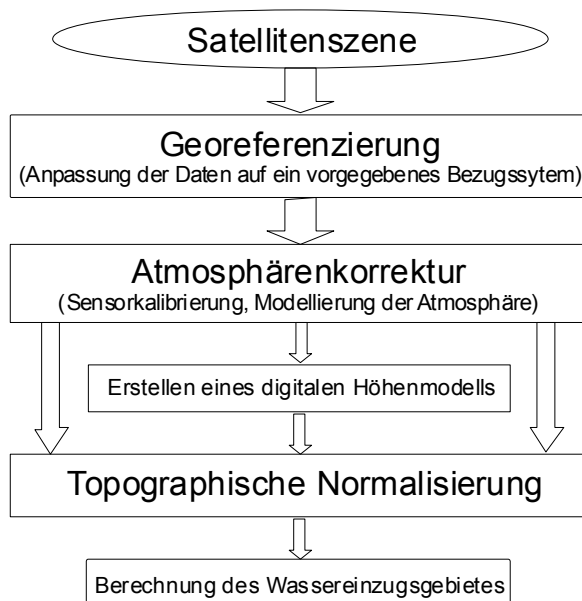 Satellitenszene
Georeferenzierung
(Anpassung der Daten auf ein vorgegebenes Bezugssytem)
Atmosphärenkorrektur
(Sensorkalibrierung, Modellierung der Atmosphäre)
Erstellen eines digitalen Höhenmodells
Topographische Normalisierung
Berechnung des Wassereinzugsgebietes